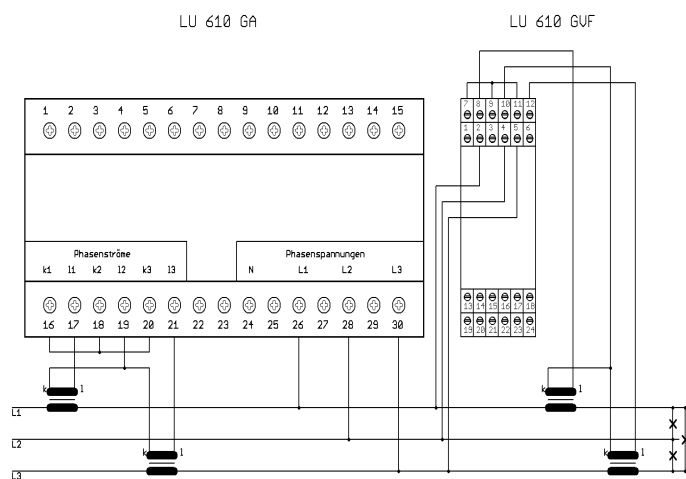 LU 610 GA
LU 610 GVF
7 8 9 10 11 12
1 2 3 4 5 6 7 8 9 10 11 12 13 14 15
1 2 3 4 5 6
Phasenströme
Phasenspannungen
k1 l1 k2 l2 k3 l3
N L1 L2 L3
16 17 18 19 20 21 22 23 24 25 26 27 28 29 30
13 14 15 16 17 18
19 20 21 22 23 24
k l
k l
L1
L2
k l
k l
L3